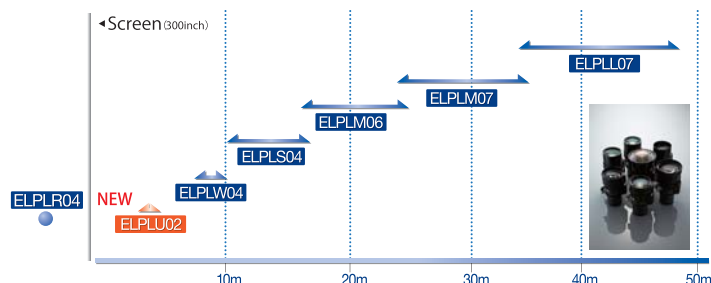 Screen (300inch)
ELPLL07
ELPLM07
ELPLM06
ELPLS04
ELPLW04
ELPLR04
NEW
ELPLU02
10m 20m 30m 40m 50m